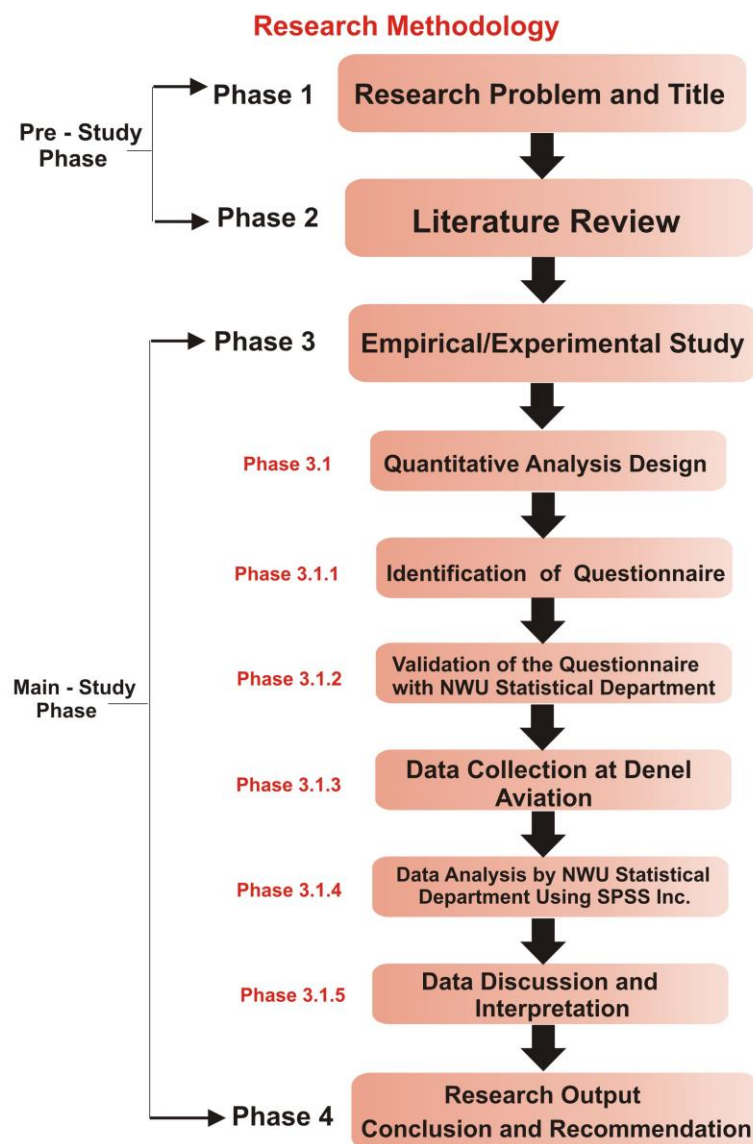 Research Methodology
Phase 1
Research Problem and Title
Pre - Study
Phase
Phase 2
Literature Review
Phase 3
Empirical/Experimental Study
Phase 3.1
Quantitative Analysis Design
Phase 3.1.1
Identification of Questionnaire
Phase 3.1.2
Validation of the Questionnaire
with NWU Statistical Department
Main - Study
Phase
Phase 3.1.3
Data Collection at Denel
Aviation
Phase 3.1.4
Data Analysis by NWU Statistical
Department Using SPSS Inc.
Phase 3.1.5
Data Discussion and
Interpretation
Phase 4
Research Output
Conclusion and Recommendation